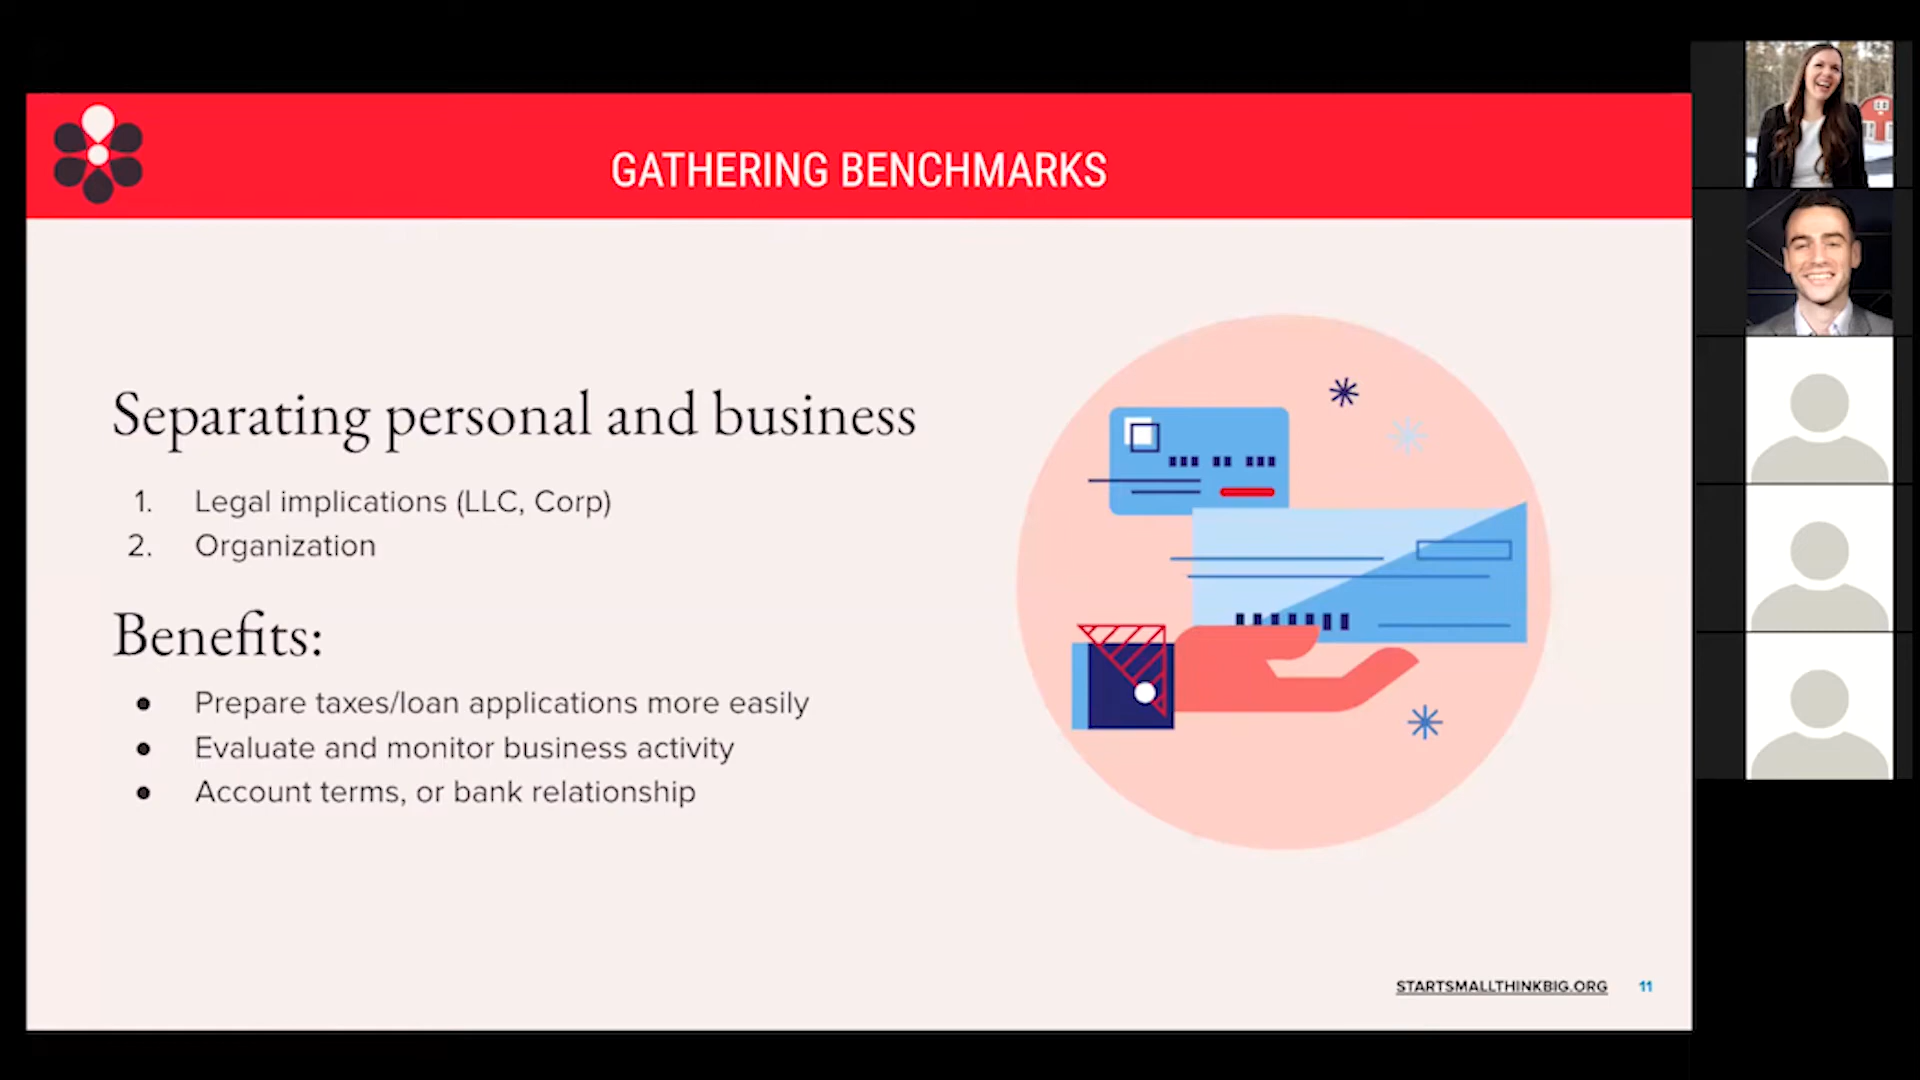 GATHERING BENCHMARKS
Separating personal and business
1. Legal implications (LLC, Corp)
2. Organization
Benefits:
● Prepare taxes/loan applications more easily
● Evaluate and monitor business activity
● Account terms, or bank relationship
STARTSMALLTHINKBIG.ORG 11